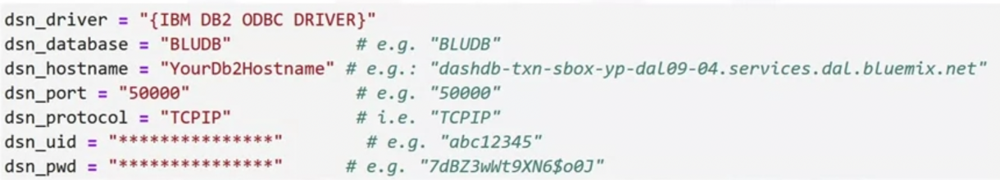 dsn_driver = "{IBM DB2 ODBC DRIVER}"
dsn_database = "BLUDB" # e.g. "BLUDB"
dsn_hostname = "YourDb2Hostname" # e.g.: "dashdb-txn-sbox-yp-dal09-04.services.dal.bluemix.net"
dsn_port = "50000" # e.g. "50000"
dsn_protocol = "TCPIP" # i.e. "TCPIP"
dsn_uid = "***************" # e.g. "abc12345"
dsn_pwd = "***************" # e.g. "7dBZ3wWt9XN6$o0J"